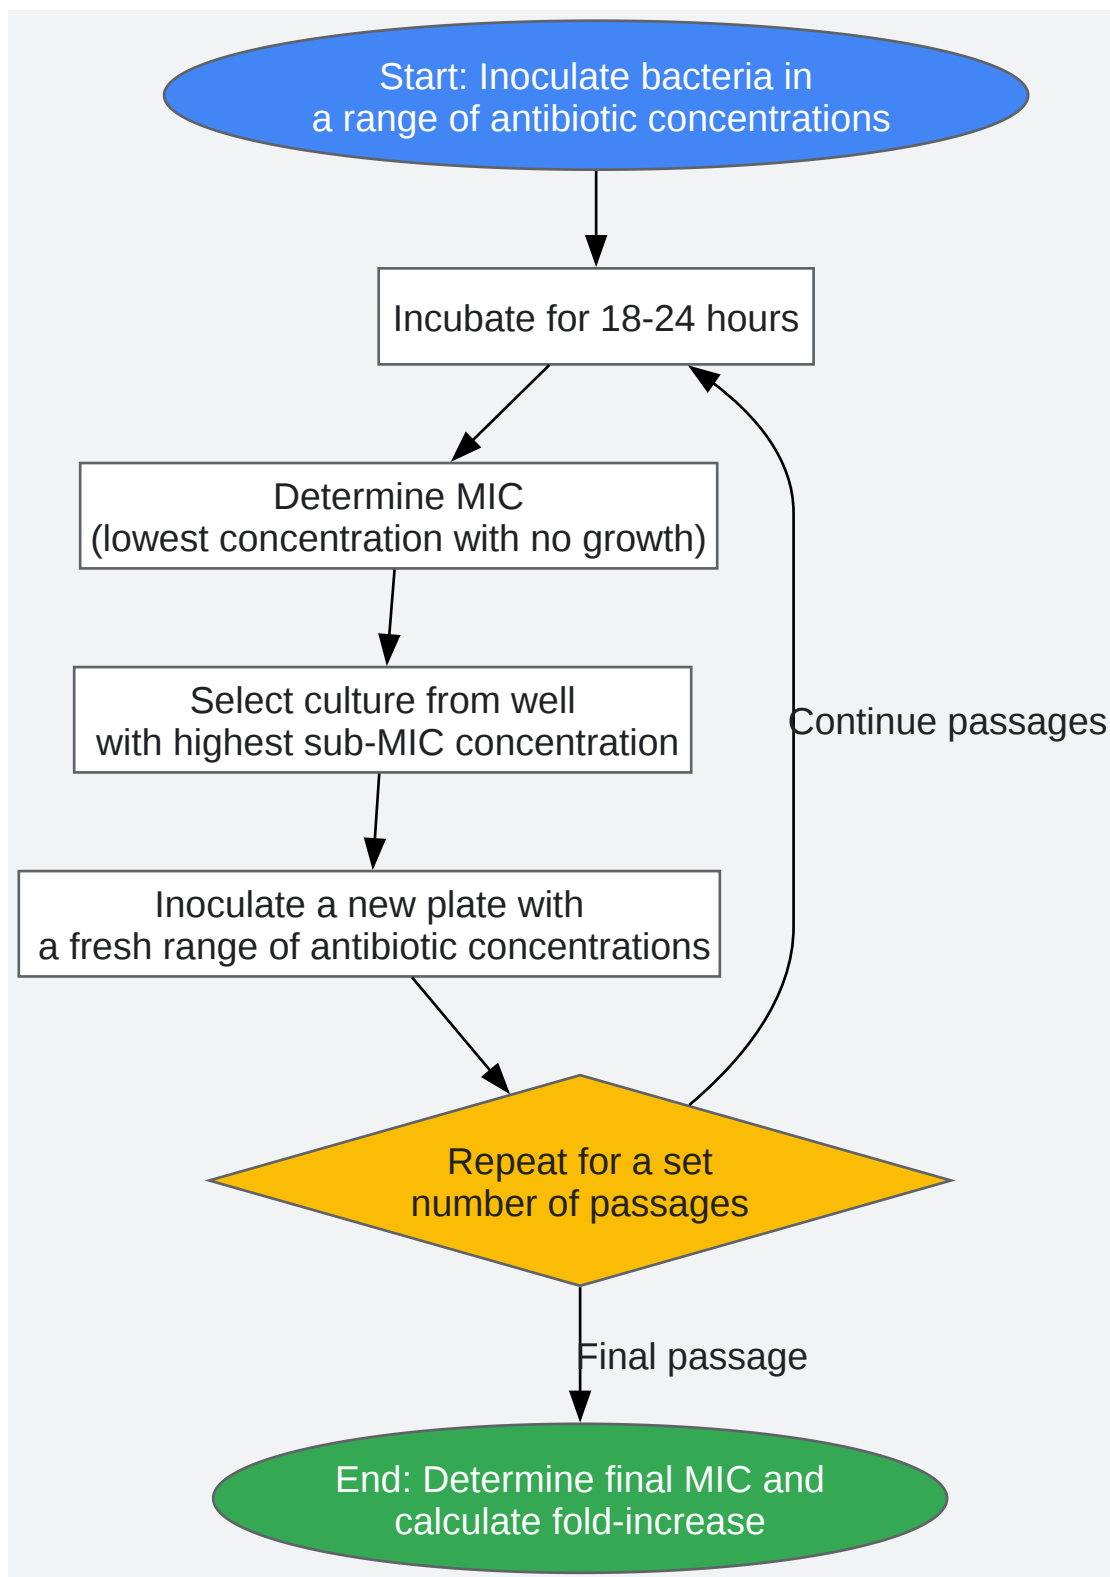 Start: Inoculate bacteria in
a range of antibiotic concentrations
Incubate for 18-24 hours
Determine MIC
(lowest concentration with no growth)
Select culture from well
with highest sub-MIC concentration
Continue passages
Inoculate a new plate with
a fresh range of antibiotic concentrations
Repeat for a set
number of passages
Final passage
End: Determine final MIC and
calculate fold-increase